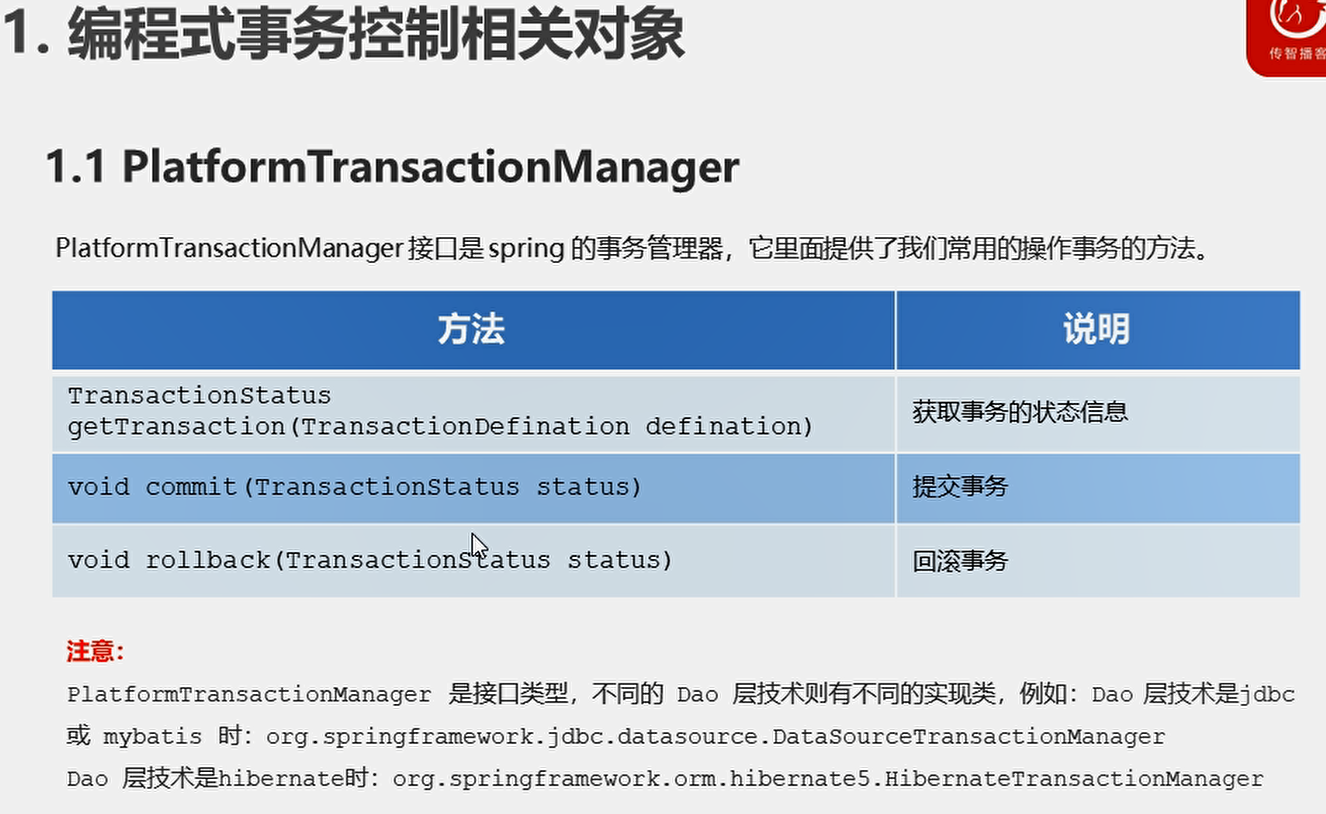 1. 编程式事务控制相关对象
传智播客
1.1 PlatformTransactionManager
PlatformTransactionManager 接口是 spring 的事务管理器，它里面提供了我们常用的操作事务的方法。
方法
说明
TransactionStatus
getTransaction(TransactionDefination defination)
获取事务的状态信息
void commit(TransactionStatus status)
提交事务
void rollback(TransactionStatus status)
回滚事务
注意：
PlatformTransactionManager 是接口类型，不同的 Dao 层技术则有不同的实现类，例如：Dao 层技术是jdbc
或 mybatis 时：org.springframework.jdbc.datasource.DataSourceTransactionManager
Dao 层技术是hibernate时：org.springframework.orm.hibernate5.HibernateTransactionManager